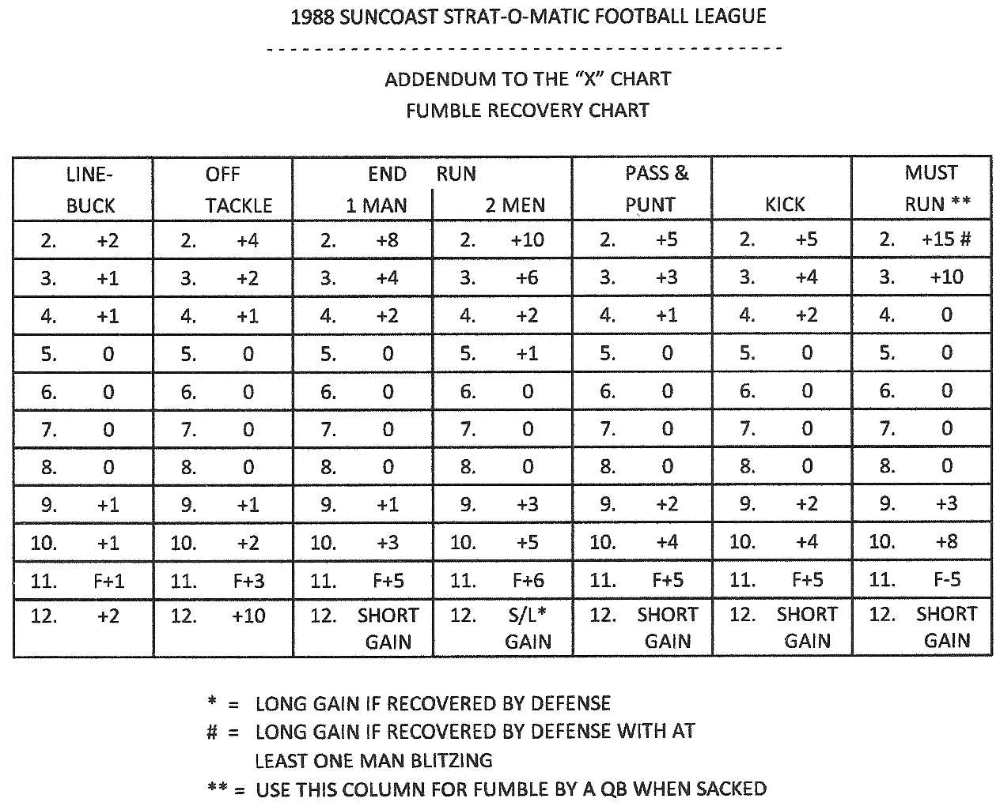 1988 SUNCOAST STRAT-O-MATIC FOOTBALL LEAGUE
- - - - - - - - - - - - - - - - - - - - - - - - - - - - - - - - - - - - - - - - - - -
ADDENDUM TO THE “X” CHART
FUMBLE RECOVERY CHART
LINE- OFF END RUN PASS & MUST
BUCK TACKLE 1 MAN 2 MEN PUNT KICK RUN **
2. +2 2. +4 2. +8 2. +10 2. +5 2. +5 2. +15 #
3. +1 3. +2 3. +4 3. +6 3. +3 3. +4 3. +10
4. +1 4. +1 4. +2 4. +2 4. +1 4. +2 4. 0
5. 0 5. 0 5. 0 5. +1 5. 0 5. 0 5. 0
6. 0 6. 0 6. 0 6. 0 6. 0 6. 0 6. 0
7. 0 7. 0 7. 0 7. 0 7. 0 7. 0 7. 0
8. 0 8. 0 8. 0 8. 0 8. 0 8. 0 8. 0
9. +1 9. +1 9. +1 9. +3 9. +2 9. +2 9. +3
10. +1 10. +2 10. +3 10. +5 10. +4 10. +4 10. +8
11. F+1 11. F+3 11. F+5 11. F+6 11. F+5 11. F+5 11. F-5
12. +2 12. +10 12. SHORT 12. S/L* 12. SHORT 12. SHORT 12. SHORT
GAIN GAIN GAIN GAIN GAIN
* = LONG GAIN IF RECOVERED BY DEFENSE
# = LONG GAIN IF RECOVERED BY DEFENSE WITH AT
LEAST ONE MAN BLITZING
** = USE THIS COLUMN FOR FUMBLE BY A QB WHEN SACKED